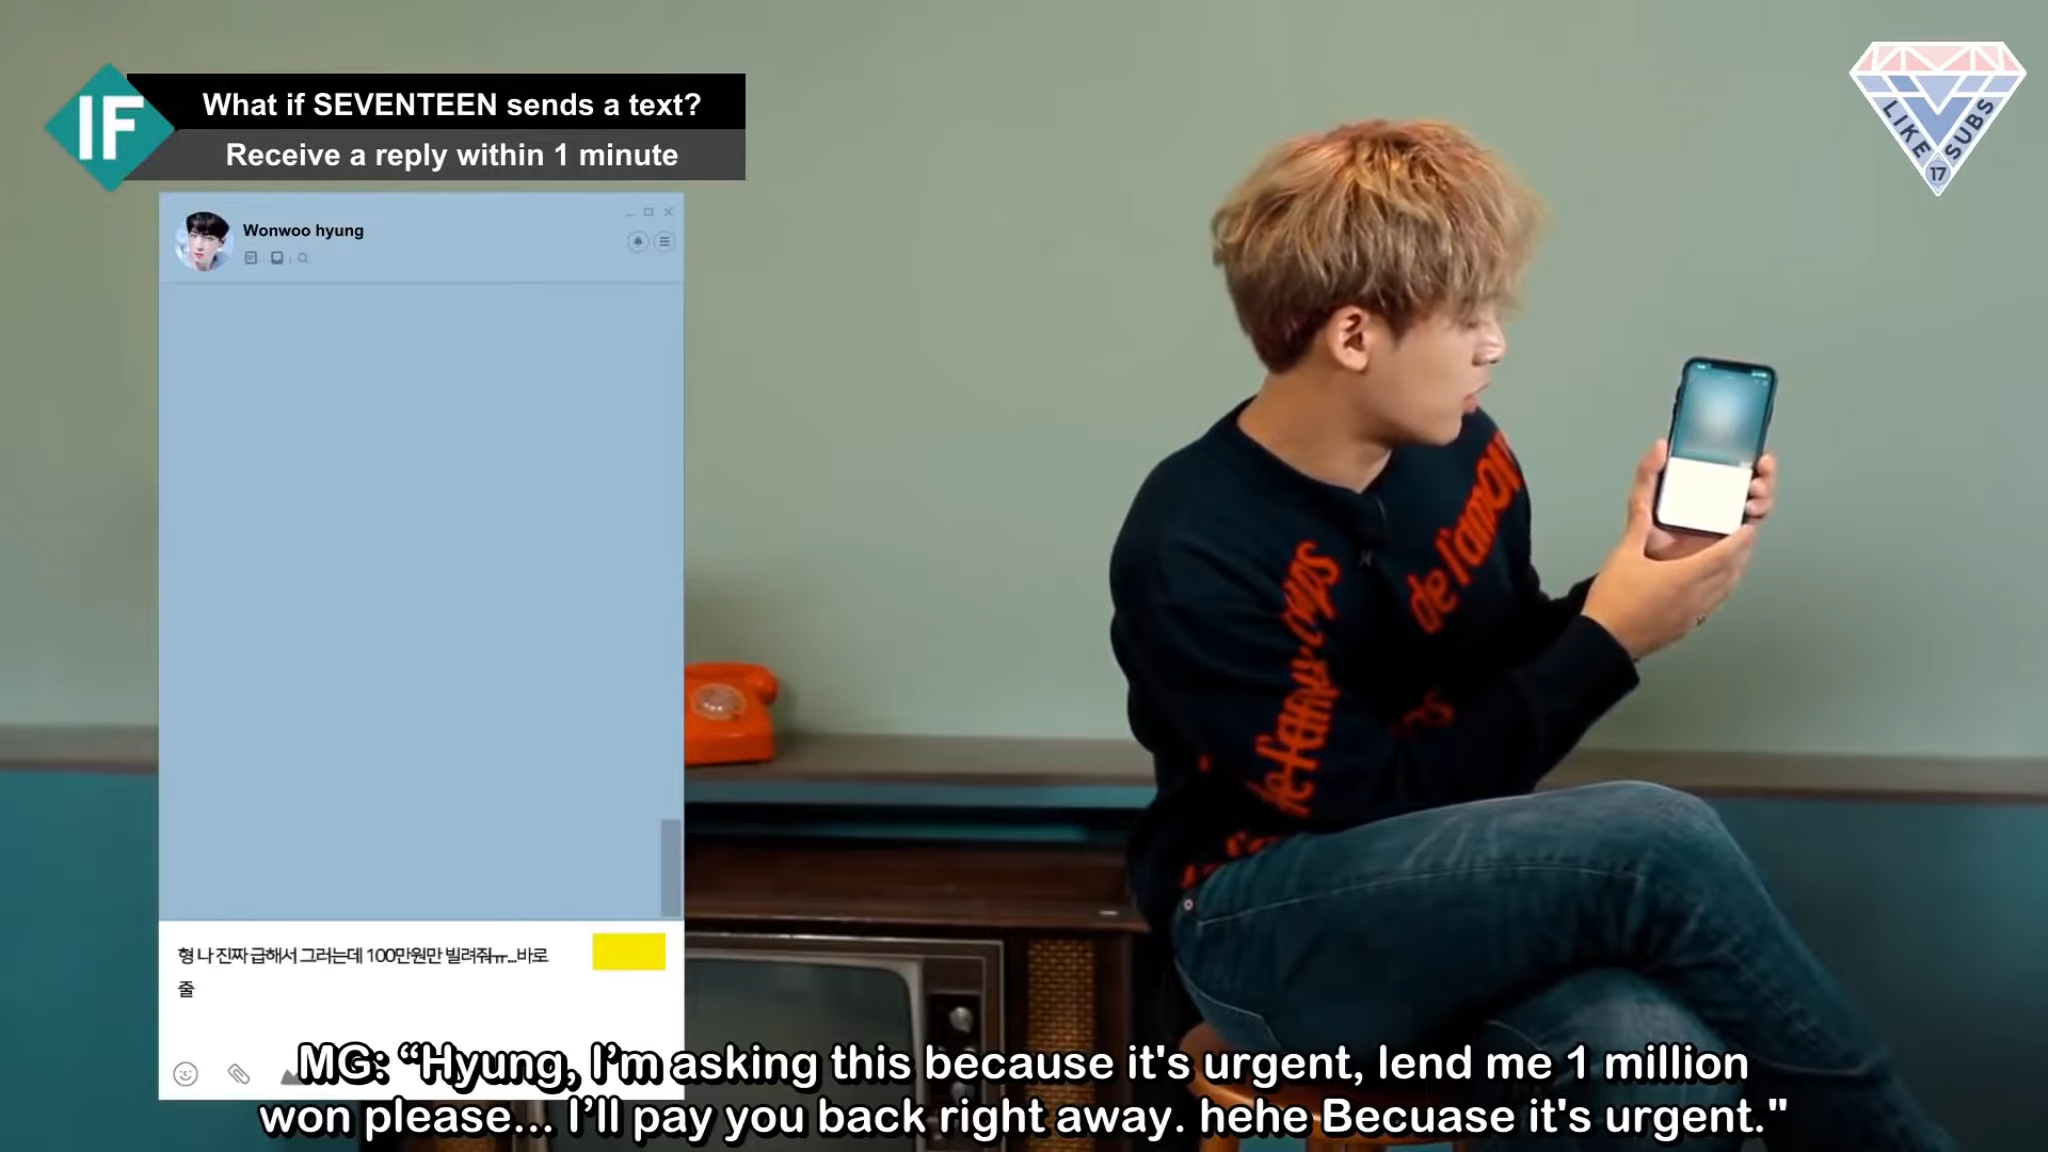 IF
What if SEVENTEEN sends a text?
Receive a reply within 1 minute
LIKE
17
SUBS
Wonwoo hyung
형 나 진짜 급해서 그러는데 100만원만 빌려줘ㅠ...바로
줄
de l'amour
MG: “Hyung, I’m asking this because it's urgent, lend me 1 million
won please... I’ll pay you back right away. hehe Becuase it's urgent."